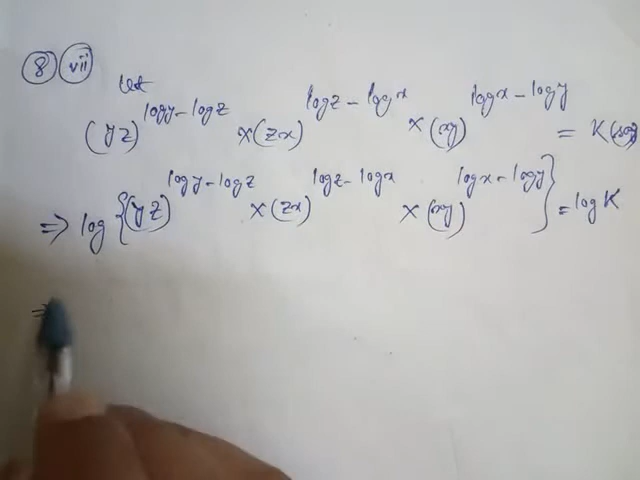 8 vii
let
(yz)^{logy-logz} × (zx)^{logz-logx} × (xy)^{logx-logy} = K (say)
⇒ log {(yz)^{logy-logz} × (zx)^{logz-logx} × (xy)^{logx-logy}} = logK
⇒